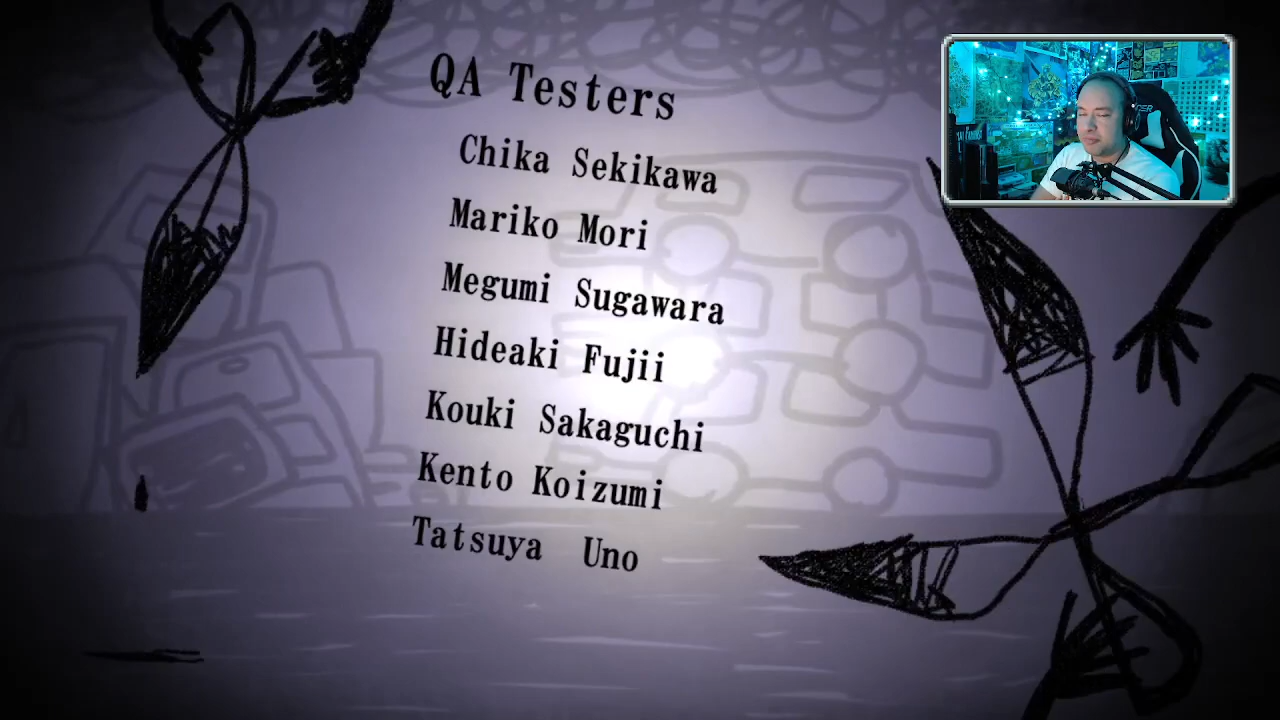 QA Testers
Chika Sekikawa
Mariko Mori
Megumi Sugawara
Hideaki Fujii
Kouki Sakaguchi
Kento Koizumi
Tatsuya Uno